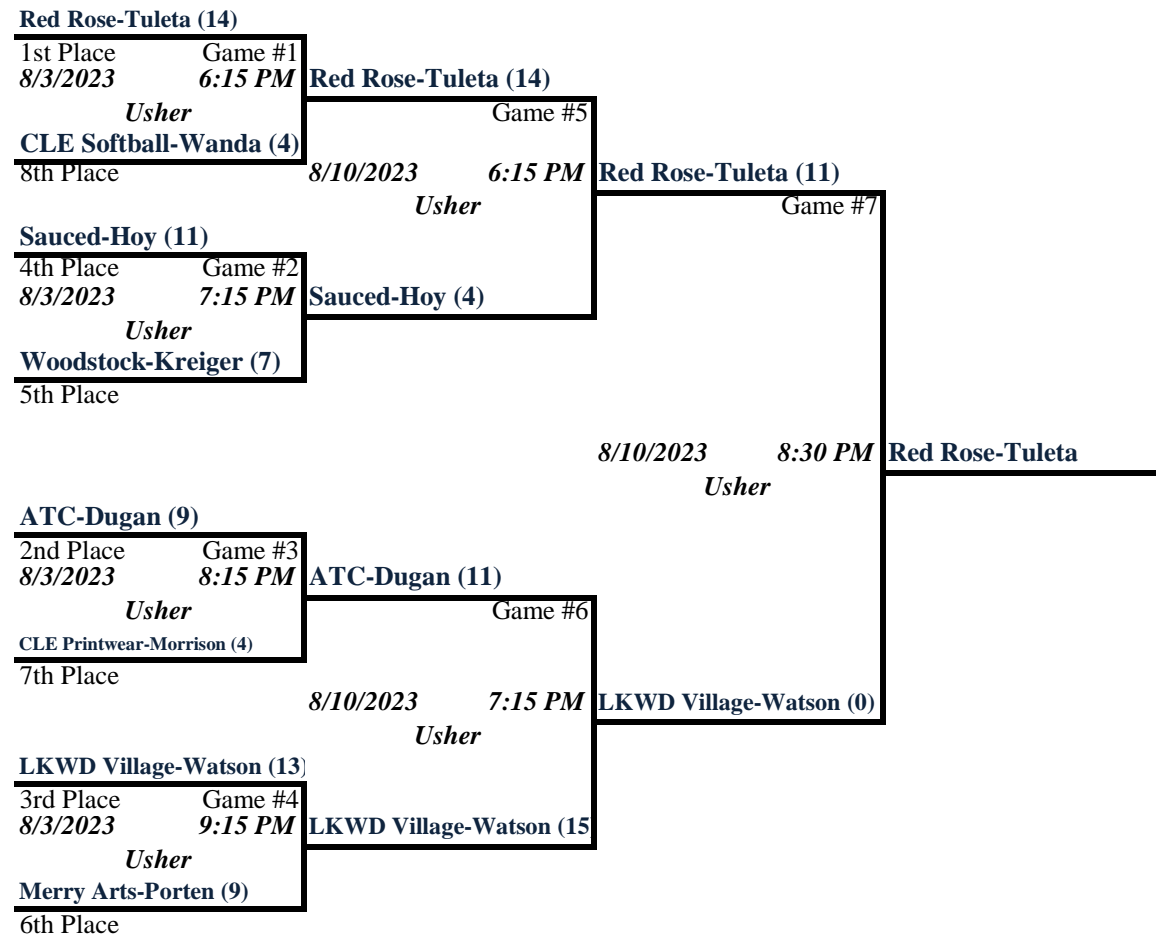 Red Rose-Tuleta (14)
1st Place Game #1
8/3/2023 6:15 PM
Usher
CLE Softball-Wanda (4)
8th Place
Sauced-Hoy (11)
4th Place Game #2
8/3/2023 7:15 PM
Usher
Woodstock-Kreiger (7)
5th Place
ATC-Dugan (9)
2nd Place Game #3
8/3/2023 8:15 PM
Usher
CLE Printwear-Morrison (4)
7th Place
LKWD Village-Watson (13)
3rd Place Game #4
8/3/2023 9:15 PM
Usher
Merry Arts-Porten (9)
6th Place
Red Rose-Tuleta (14)
Game #5
8/10/2023 6:15 PM
Usher
Sauced-Hoy (4)
ATC-Dugan (11)
Game #6
8/10/2023 7:15 PM
Usher
LKWD Village-Watson (15
Red Rose-Tuleta (11)
Game #7
8/10/2023 8:30 PM
Usher
LKWD Village-Watson (0)
Red Rose-Tuleta